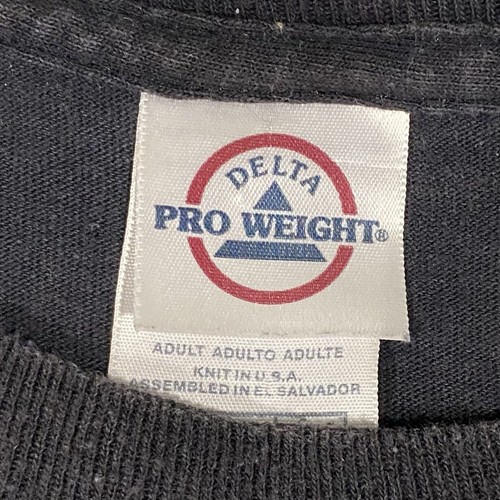 DELTA
PRO WEIGHT®
ADULT ADULTO ADULTE
KNIT IN U.S.A.
ASSEMBLED IN EL SALVADOR